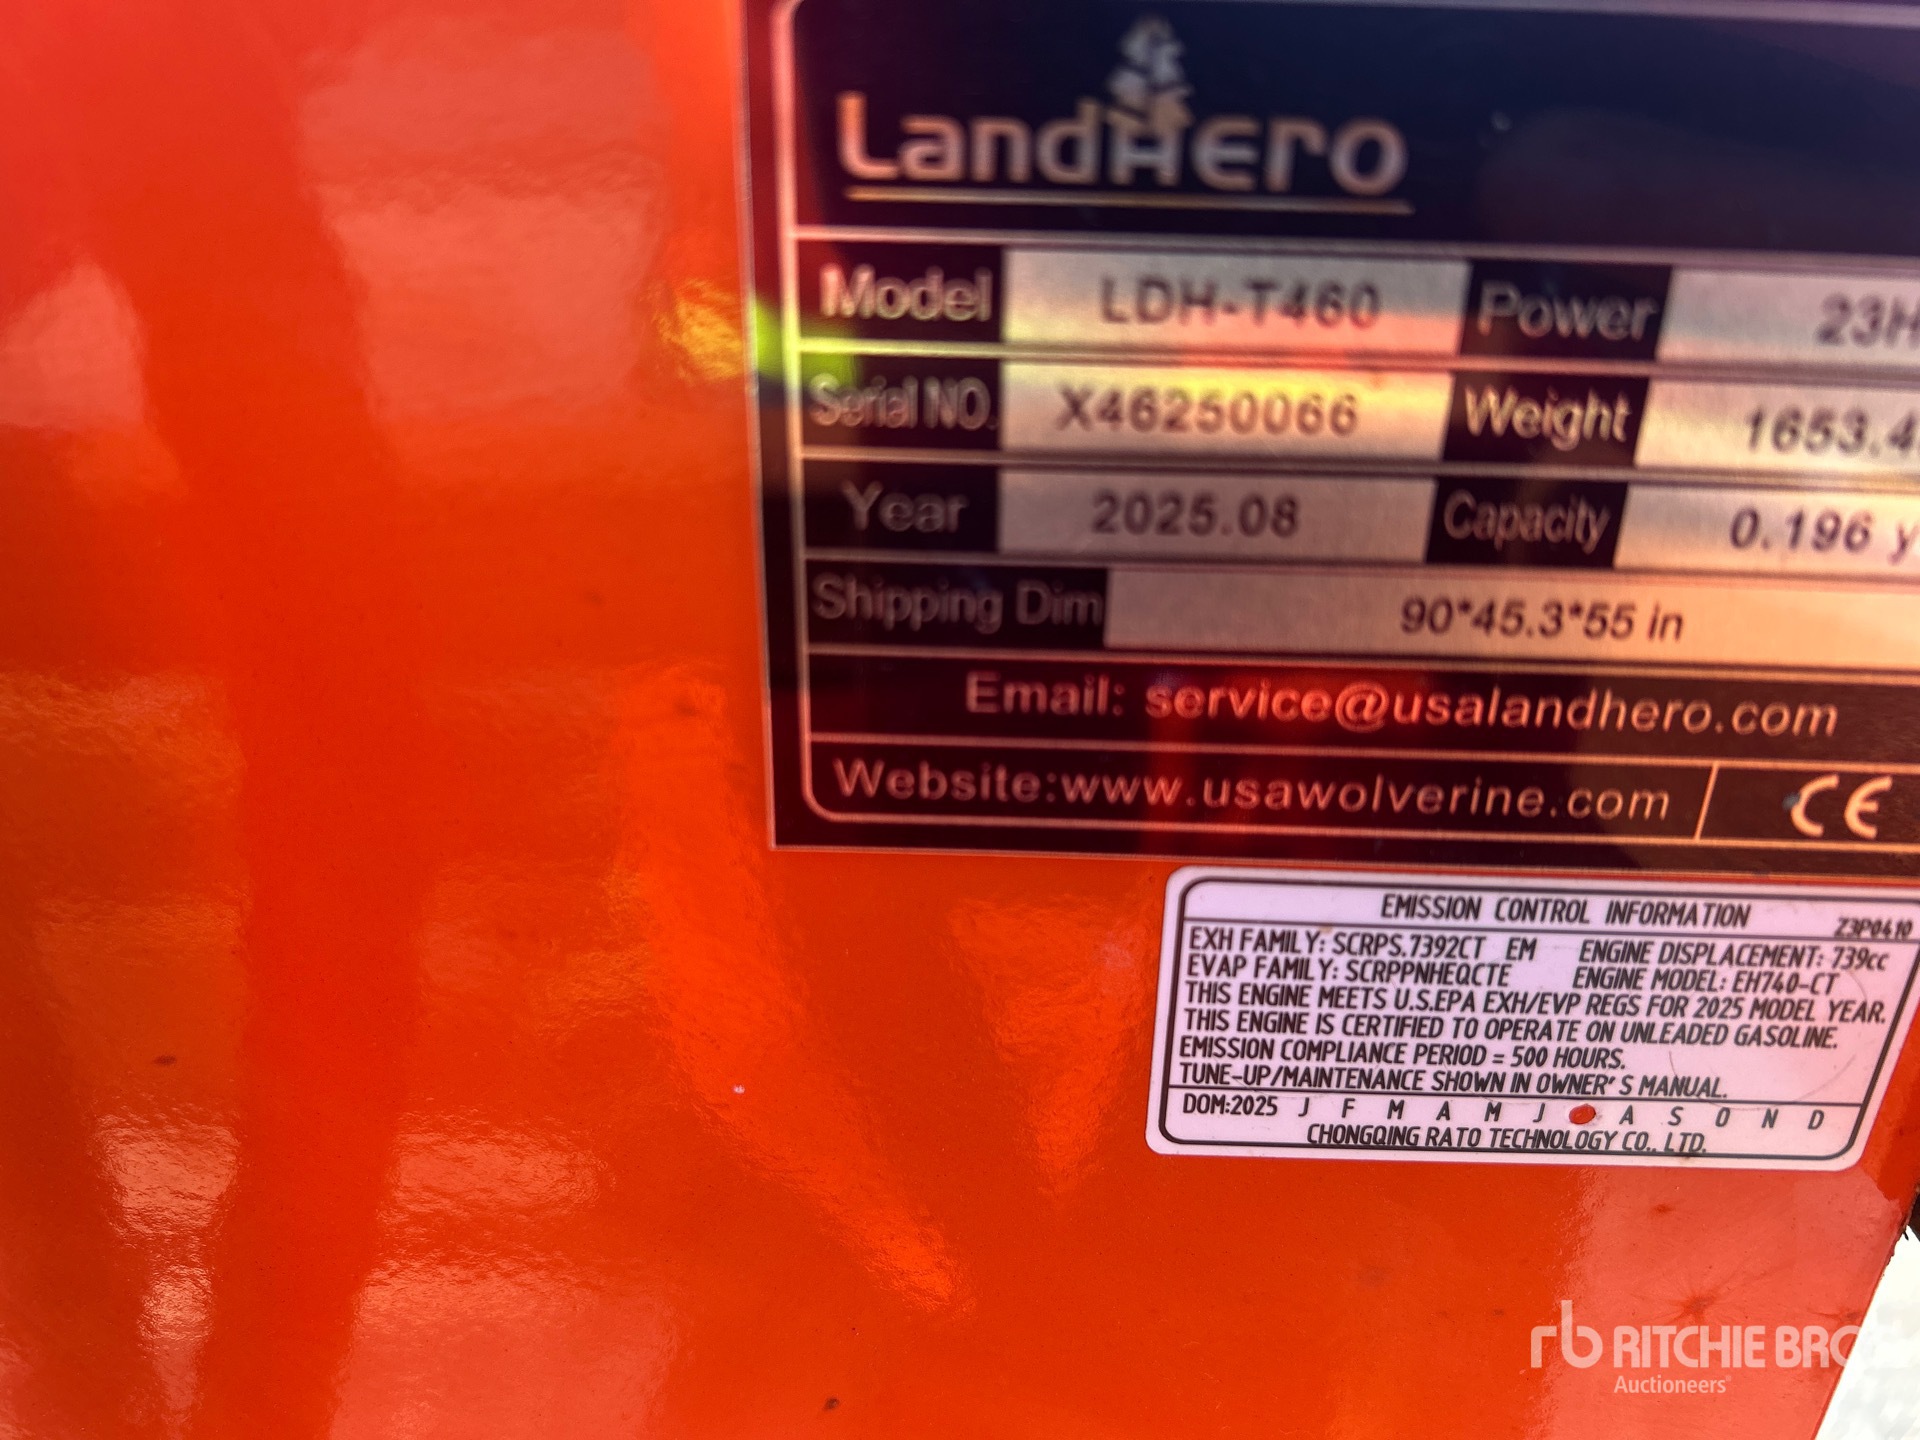 LandHero
Model LDH-T460 Power 23H
Serial NO. X46250066 Weight 1653.4
Year 2025.08 Capacity 0.196 y
Shipping Dim 90*45.3*55 in
Email: service@usalandhero.com
Website:www.usawolverine.com CE
EMISSION CONTROL INFORMATION Z3P0410
EXH FAMILY: SCRPS.7392CT EM ENGINE DISPLACEMENT: 739cc
EVAP FAMILY: SCRPPNHEQCTE ENGINE MODEL: EH740-CT
THIS ENGINE MEETS U.S.EPA EXH/EVP REGS FOR 2025 MODEL YEAR.
THIS ENGINE IS CERTIFIED TO OPERATE ON UNLEADED GASOLINE.
EMISSION COMPLIANCE PERIOD = 500 HOURS.
TUNE-UP/MAINTENANCE SHOWN IN OWNER'S MANUAL.
DOM:2025 J F M A M J A S O N D
CHONGQING RATO TECHNOLOGY CO., LTD.
rb RITCHIE BRO
Auctioneers